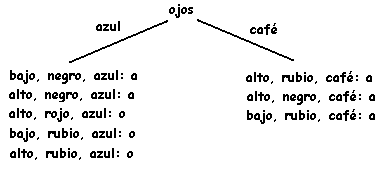 ojos
azul
café
bajo, negro, azul: a
alto, negro, azul: a
alto, rojo, azul: o
bajo, rubio, azul: o
alto, rubio, azul: o
alto, rubio, café: a
alto, negro, café: a
bajo, rubio, café: a